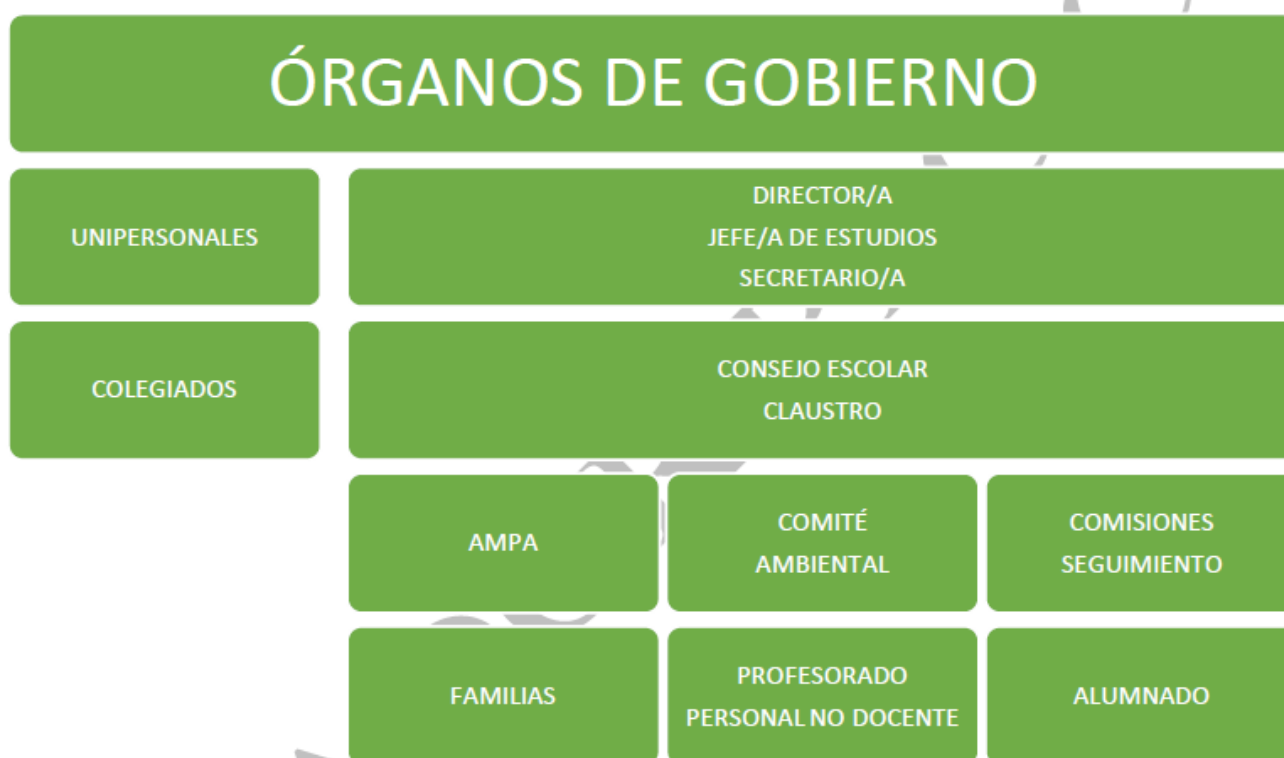 ÓRGANOS DE GOBIERNO
UNIPERSONALES
DIRECTOR/A
JEFE/A DE ESTUDIOS
SECRETARIO/A
COLEGIADOS
CONSEJO ESCOLAR
CLAUSTRO
AMPA
COMITÉ
AMBIENTAL
COMISIONES
SEGUIMIENTO
FAMILIAS
PROFESORADO
PERSONAL NO DOCENTE
ALUMNADO